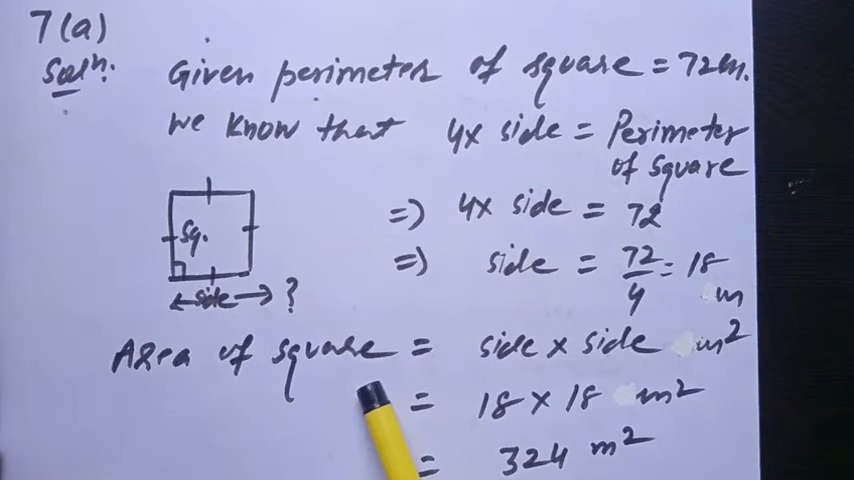 7(a)
Soln. Given perimeter of square = 72m.
We know that 4x side = Perimeter
of square
Sq. => 4x side = 72
=> side = 72/4 = 18
m
side ?
Area of square = side x side m²
= 18 x 18 m²
= 324 m²